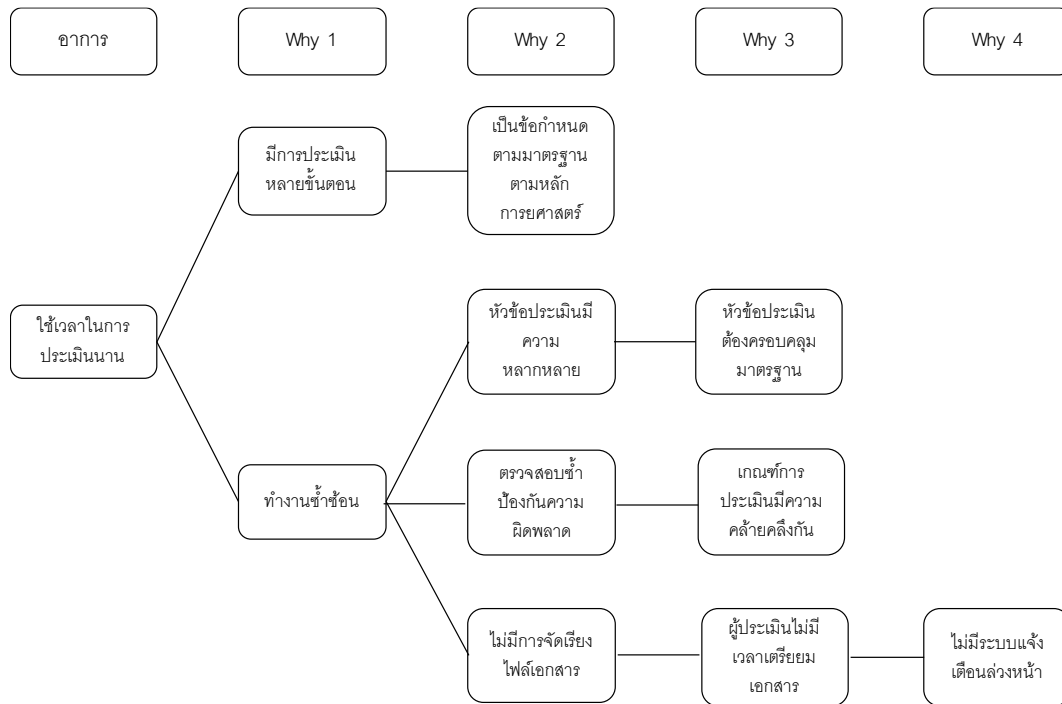 อาการ
Why 1
Why 2
Why 3
Why 4
มีการประเมิน
หลายขั้นตอน
เป็นข้อกำหนด
ตามมาตรฐาน
ตามหลัก
การยศาสตร์
ใช้เวลาในการ
ประเมินนาน
หัวข้อประเมินมี
ความ
หลากหลาย
หัวข้อประเมิน
ต้องครอบคลุม
มาตรฐาน
ทำงานซ้ำซ้อน
ตรวจสอบซ้ำ
ป้องกันความ
ผิดพลาด
เกณฑ์การ
ประเมินมีความ
คล้ายคลึงกัน
ไม่มีการจัดเรียง
ไฟล์เอกสาร
ผู้ประเมินไม่มี
เวลาเตรียยม
เอกสาร
ไม่มีระบบแจ้ง
เตือนล่วงหน้า